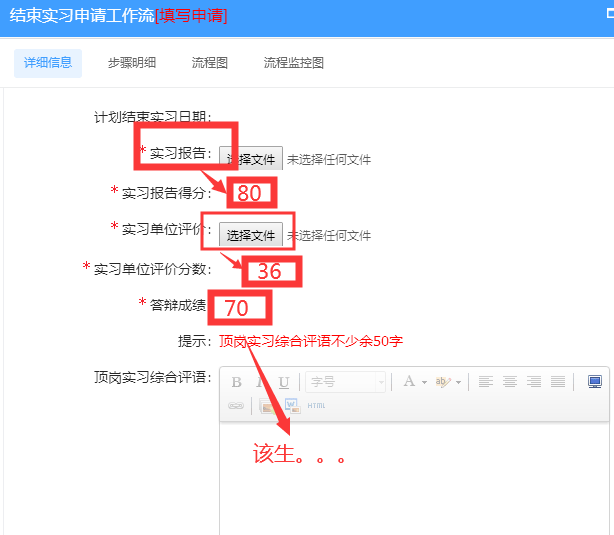 结束实习申请工作流[填写申请]
详细信息 步骤明细 流程图 流程监控图
计划结束实习日期：
* 实习报告： 选择文件 未选择任何文件
* 实习报告得分： 80
* 实习单位评价： 选择文件 未选择任何文件
* 实习单位评价分数： 36
* 答辩成绩 70
提示： 顶岗实习综合评语不少余50字
顶岗实习综合评语： B I U 字号 A ab
W HTML
该生。。。